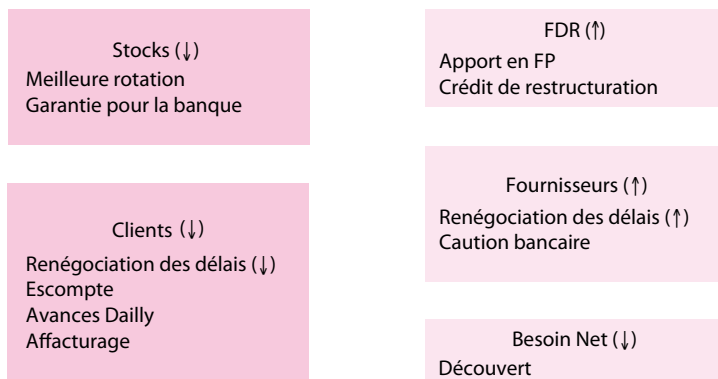 Stocks (↓)
Meilleure rotation
Garantie pour la banque
Clients (↓)
Renégociation des délais (↓)
Escompte
Avances Dailly
Affacturage
FDR (↑)
Apport en FP
Crédit de restructuration
Fournisseurs (↑)
Renégociation des délais (↑)
Caution bancaire
Besoin Net (↓)
Découvert